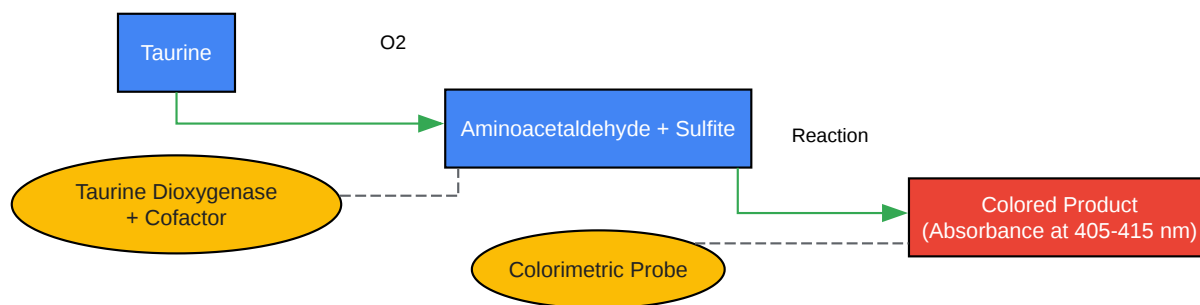 Taurine
O2
Aminoacetaldehyde + Sulfite
Reaction
Taurine Dioxygenase
+ Cofactor
Colored Product
(Absorbance at 405-415 nm)
Colorimetric Probe